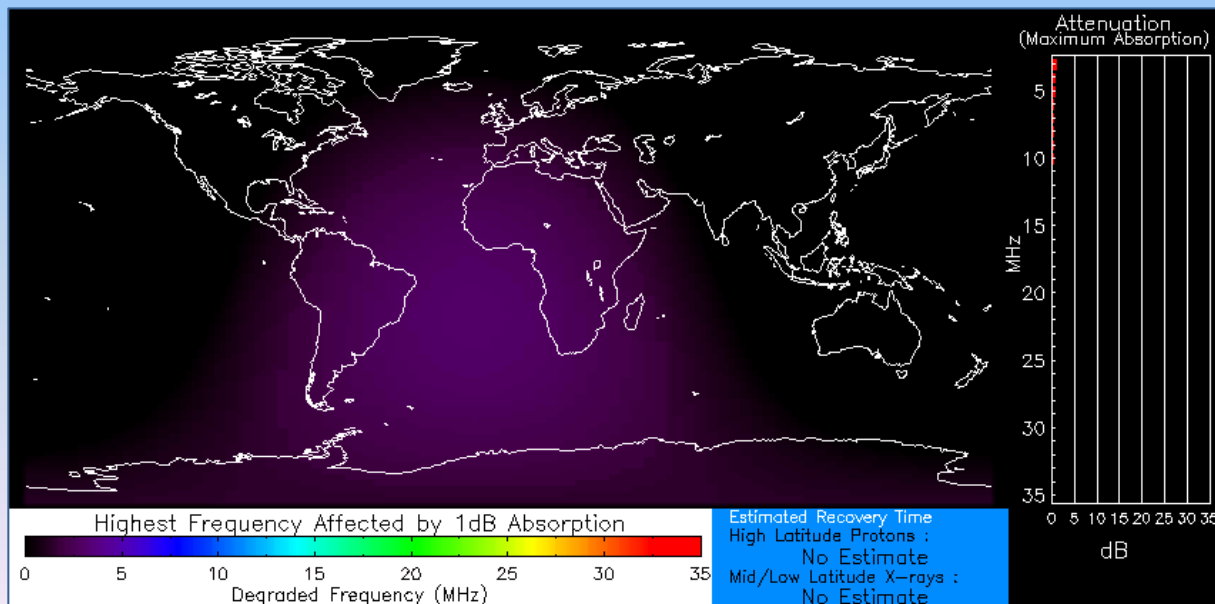 Attenuation
(Maximum Absorption)
5
10
15
20
25
30
35
MHz
0 5 10 15 20 25 30 35
dB
Highest Frequency Affected by 1dB Absorption
0 5 10 15 20 25 30 35
Degraded Frequency (MHz)
Estimated Recovery Time
High Latitude Protons :
No Estimate
Mid/Low Latitude X-rays :
No Estimate